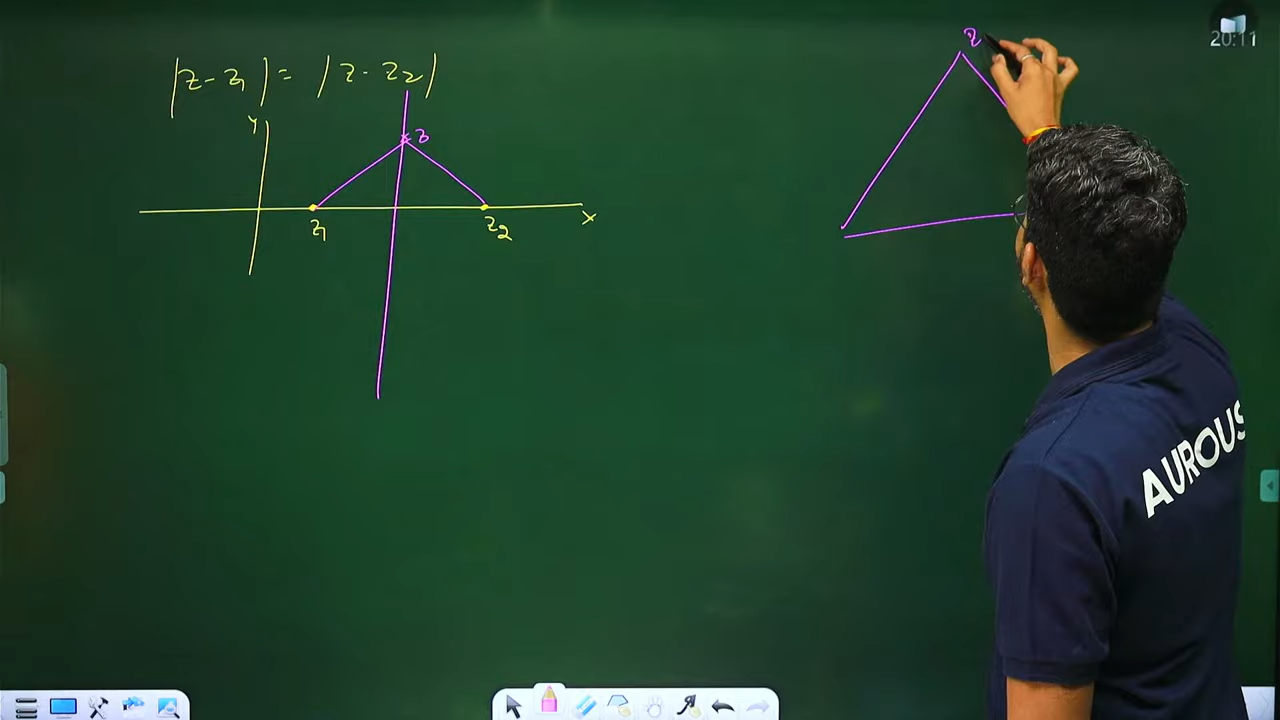 |z - z₁| = |z - z₂|
y
z
z₁
z₂
x
z
20:11
AUROUS